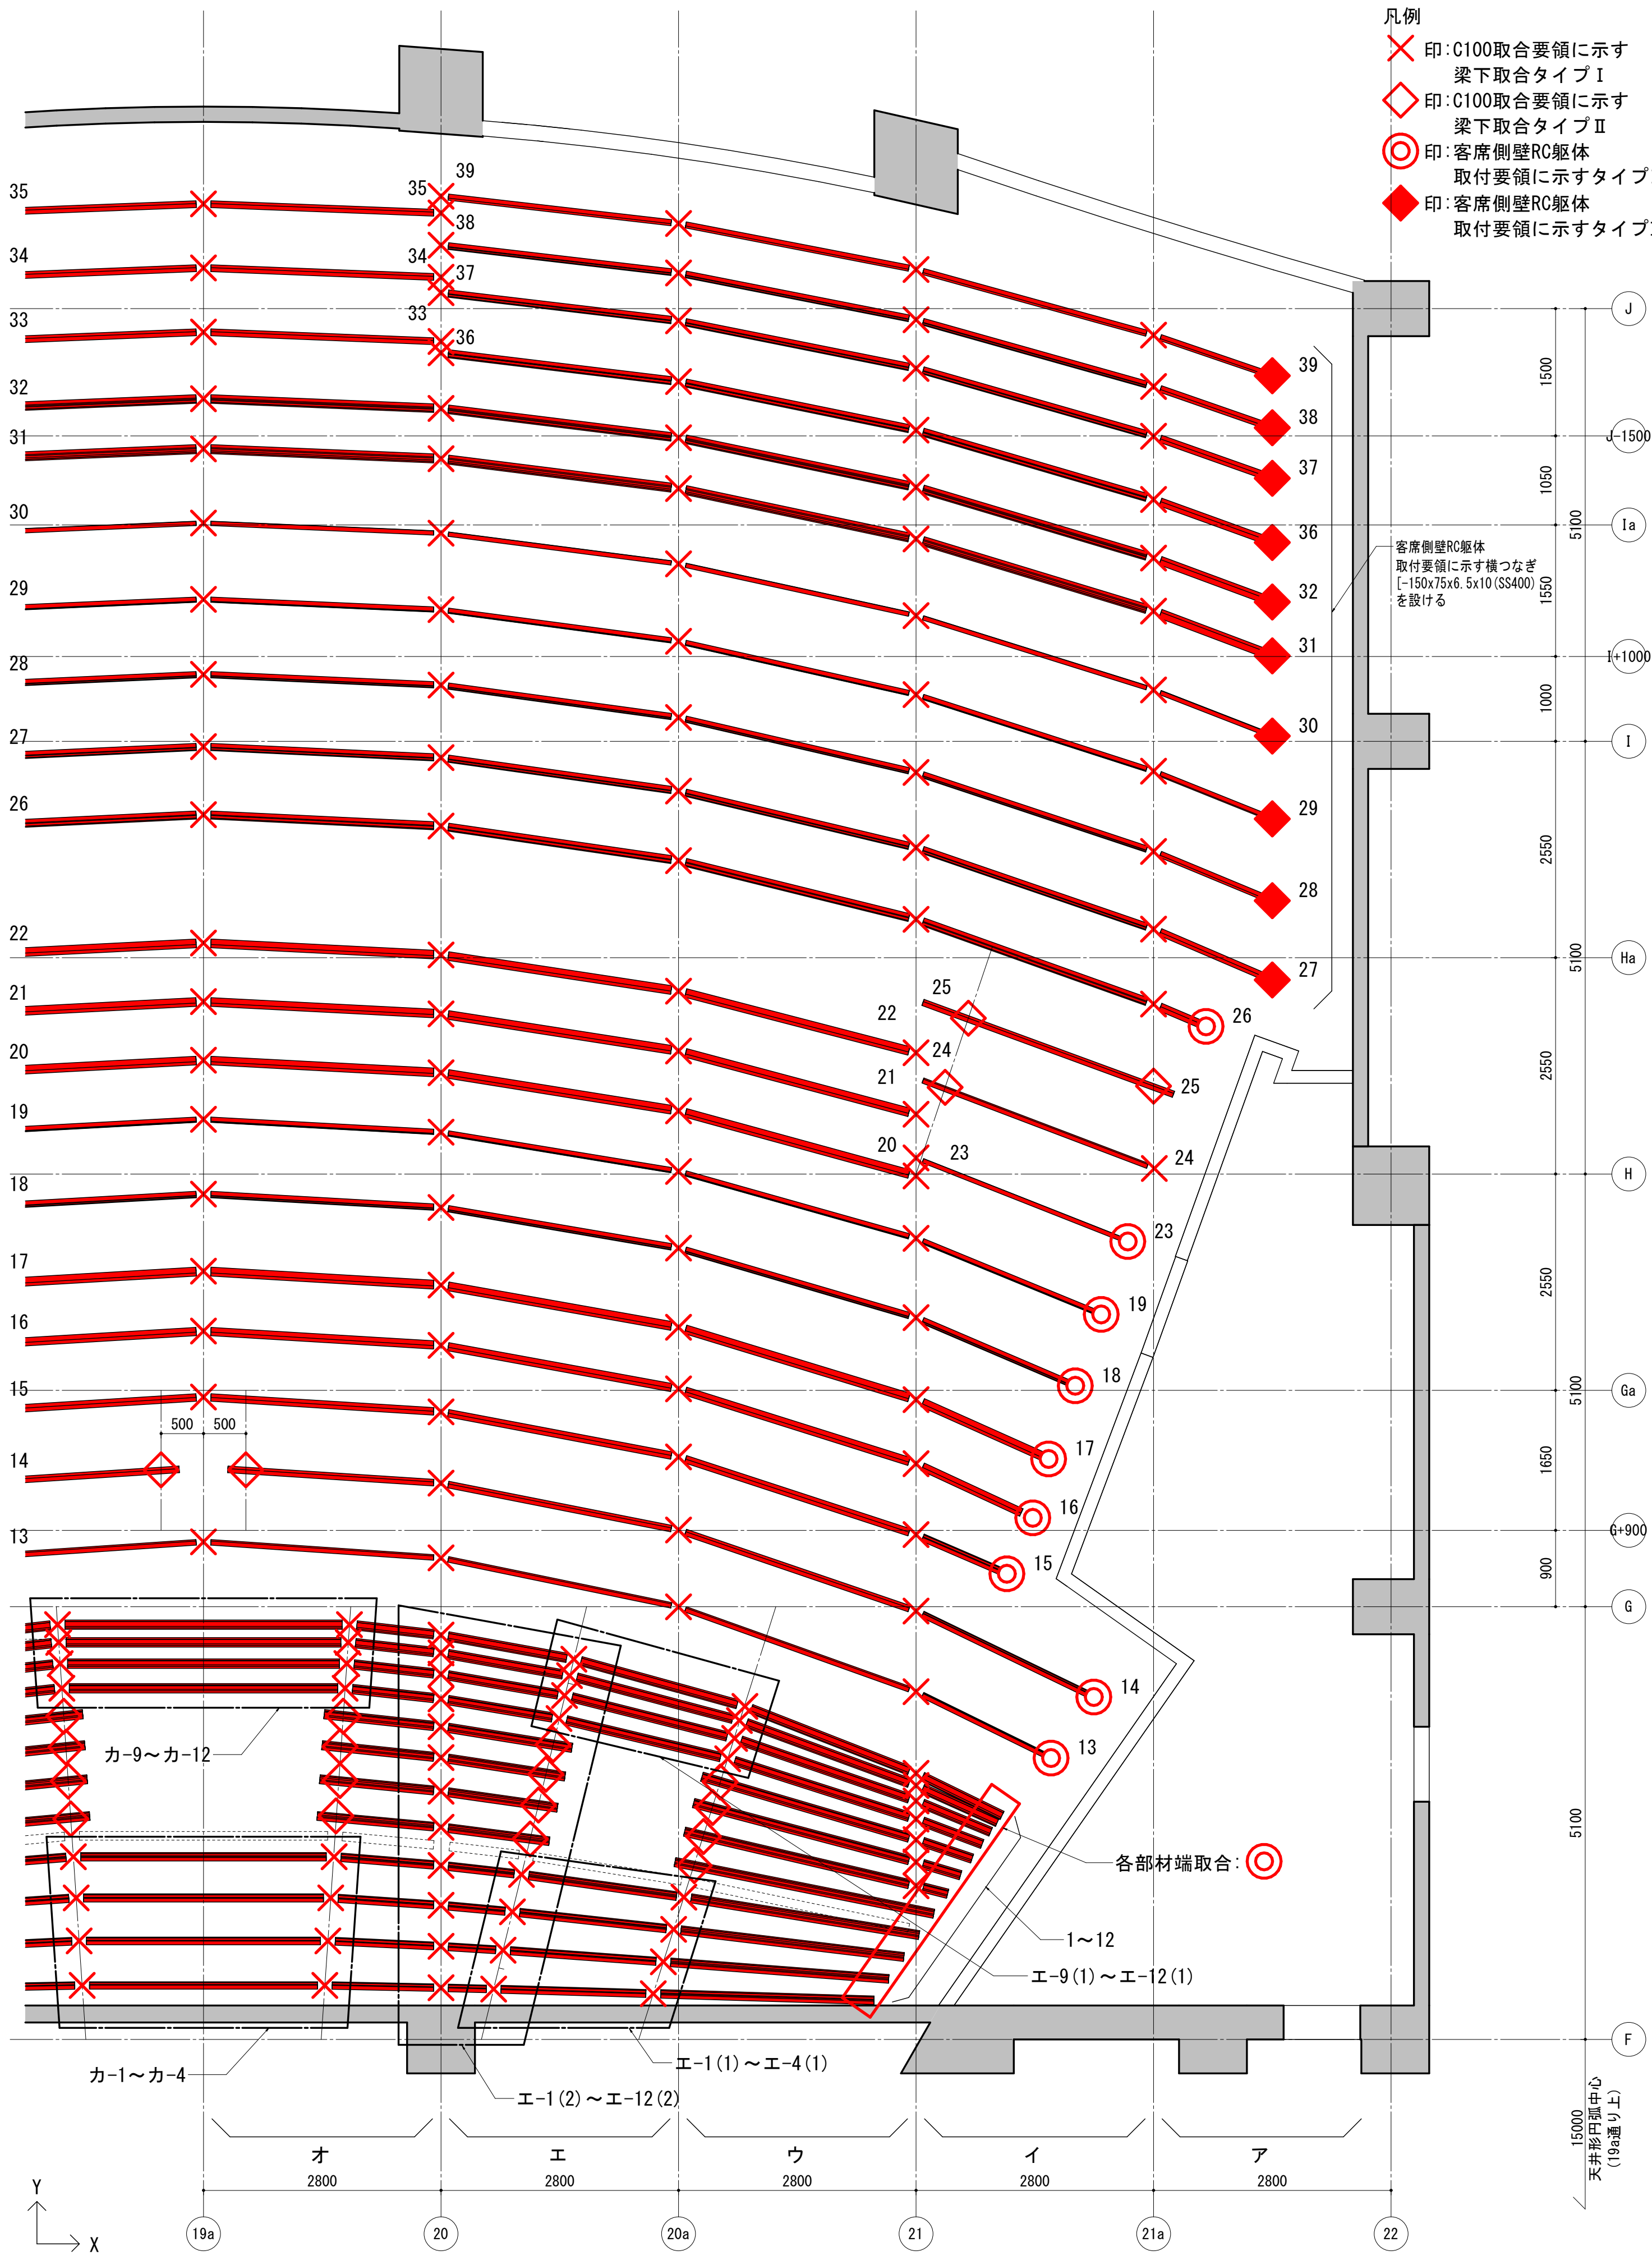 凡例
印:C100取合要領に示す
梁下取合タイプⅠ
印:C100取合要領に示す
梁下取合タイプⅡ
印:客席側壁RC躯体
取付要領に示すタイプ
印:客席側壁RC躯体
取付要領に示すタイプ
35
34
33
32
31
30
29
28
27
26
22
21
20
19
18
17
16
15
14
13
39
35
38
34
37
33
36
39
38
37
36
32
31
30
29
28
27
26
25
22
24
21
25
20
23
24
23
19
18
17
16
15
14
13
500
500
客席側壁RC躯体
取付要領に示す横つなぎ
[-150x75x6.5x10(SS400)
を設ける
J
1500
J-1500
1050
5100
Ia
1550
I+1000
1000
I
2550
5100
Ha
2550
H
2550
5100
Ga
1650
G+900
900
G
5100
F
15000
天井形円弧中心
(19a通り上)
カ-9～カ-12
各部材端取合:
1～12
エ-9(1)～エ-12(1)
エ-1(1)～エ-4(1)
カ-1～カ-4
エ-1(2)～エ-12(2)
オ
エ
ウ
イ
ア
2800
2800
2800
2800
2800
Y
X
19a
20
20a
21
21a
22